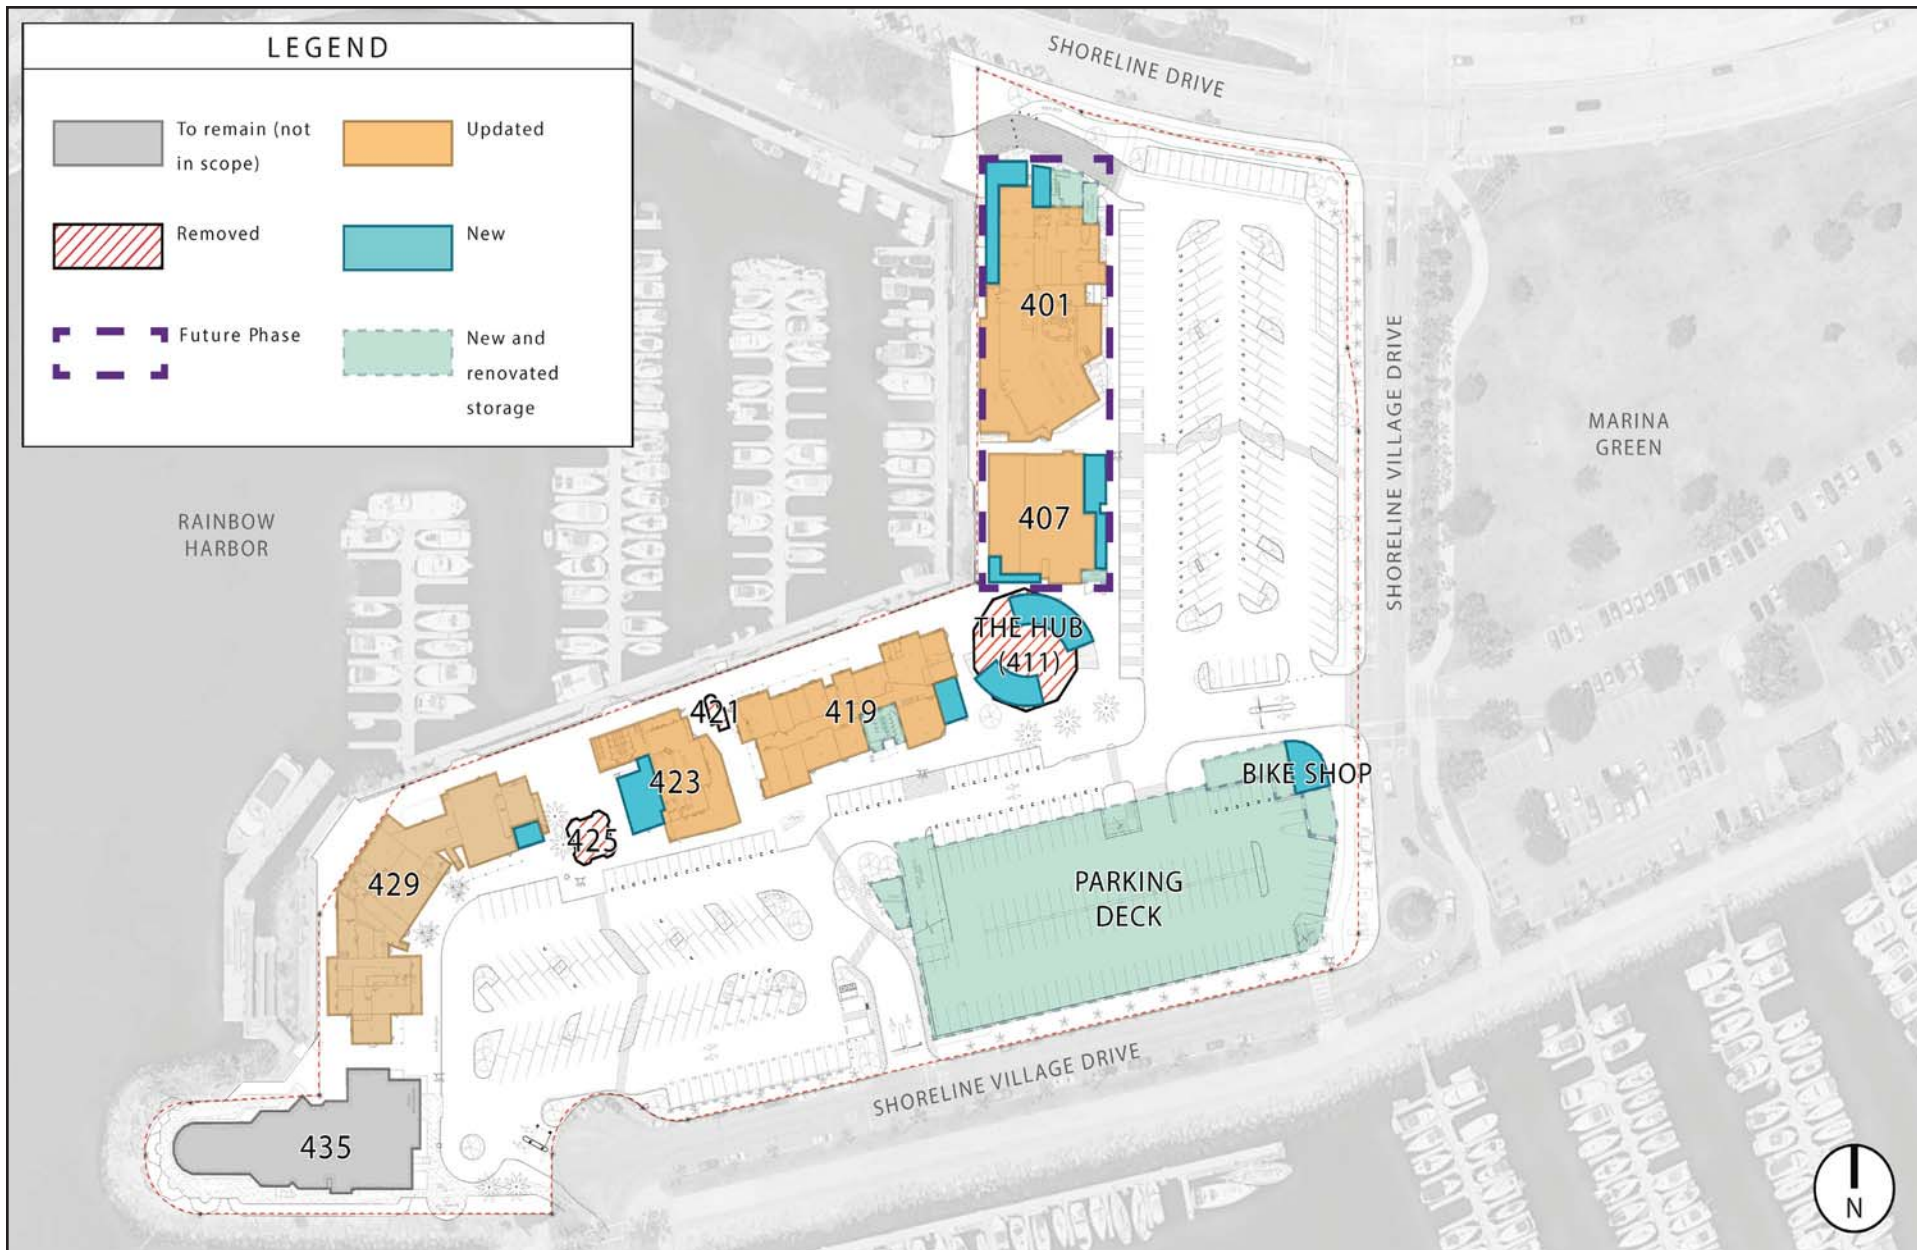 LEGEND
To remain (not
in scope)
Updated
Removed
New
Future Phase
New and
renovated
storage
SHORELINE DRIVE
401
SHORELINE VILLAGE DRIVE
MARINA
GREEN
RAINBOW
HARBOR
407
THE HUB
(411)
421
419
423
BIKE SHOP
425
429
PARKING
DECK
SHORELINE VILLAGE DRIVE
435
N